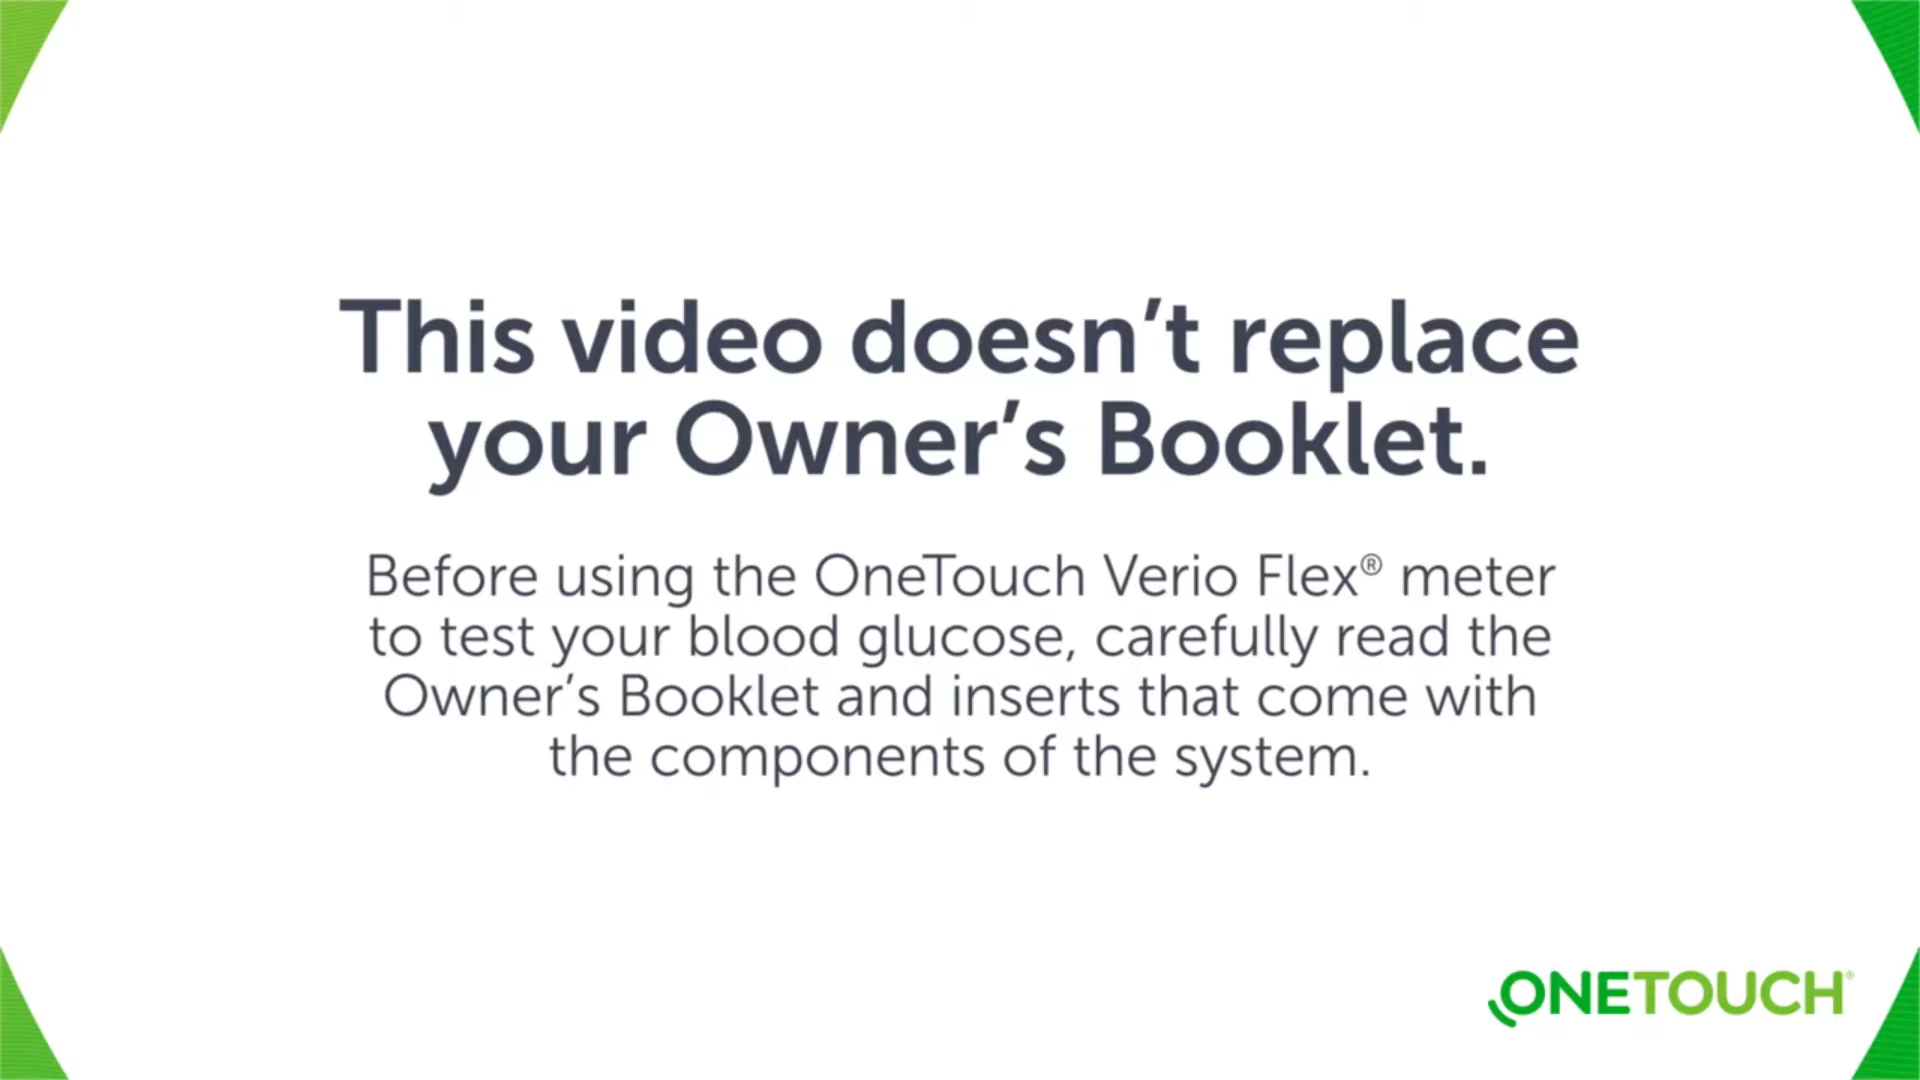 This video doesn’t replace
your Owner’s Booklet.
Before using the OneTouch Verio Flex® meter
to test your blood glucose, carefully read the
Owner’s Booklet and inserts that come with
the components of the system.
ONETOUCH®